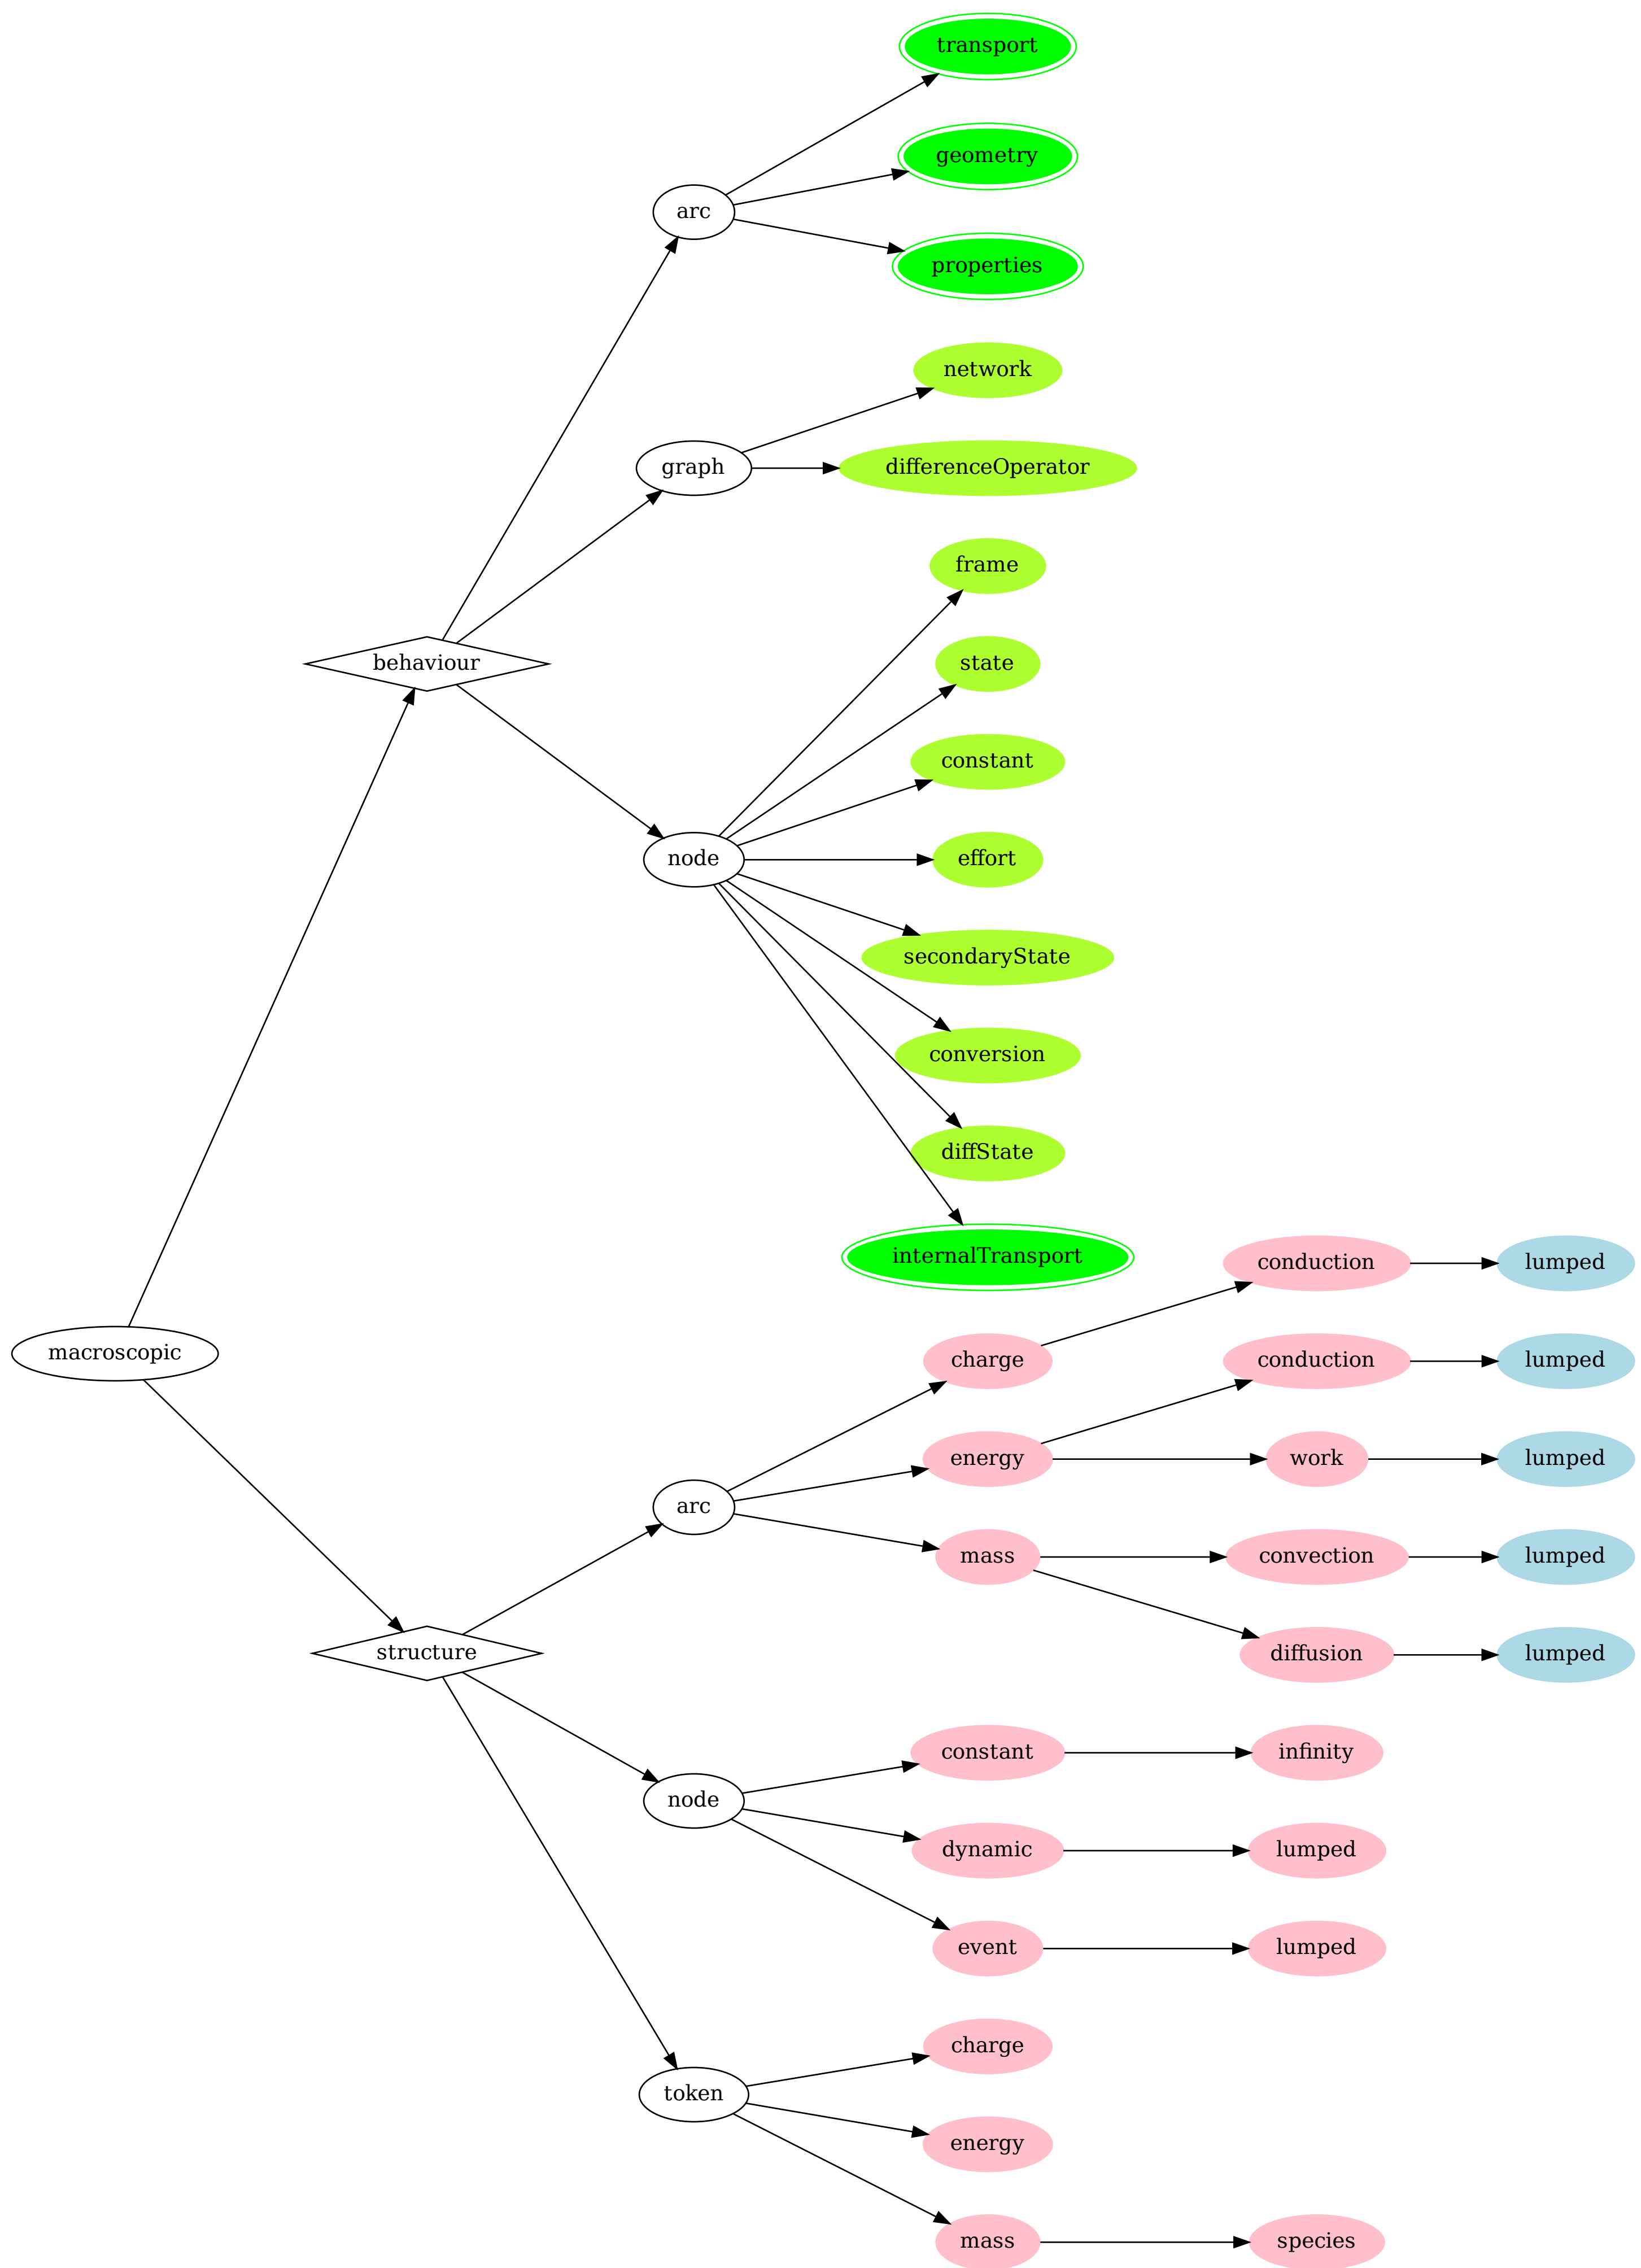 transport
geometry
arc
properties
network
graph
differenceOperator
frame
behaviour
state
constant
node
effort
secondaryState
conversion
diffState
internalTransport
conduction
lumped
macroscopic
charge
conduction
lumped
energy
work
lumped
arc
mass
convection
lumped
structure
diffusion
lumped
constant
infinity
node
dynamic
lumped
event
lumped
charge
token
energy
mass
species